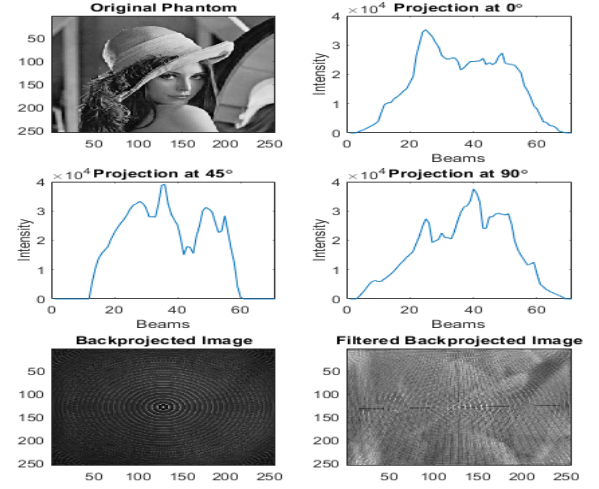 Original Phantom
50
100
150
200
250
50 100 150 200 250
×10⁴ Projection at 0°
4
3
2
1
0
Intensity
0 20 40 60
Beams
×10⁴ Projection at 45°
4
3
2
1
0
Intensity
0 20 40 60
Beams
×10⁴ Projection at 90°
4
3
2
1
0
Intensity
0 20 40 60
Beams
Backprojected Image
50
100
150
200
250
50 100 150 200 250
Filtered Backprojected Image
50
100
150
200
250
50 100 150 200 250